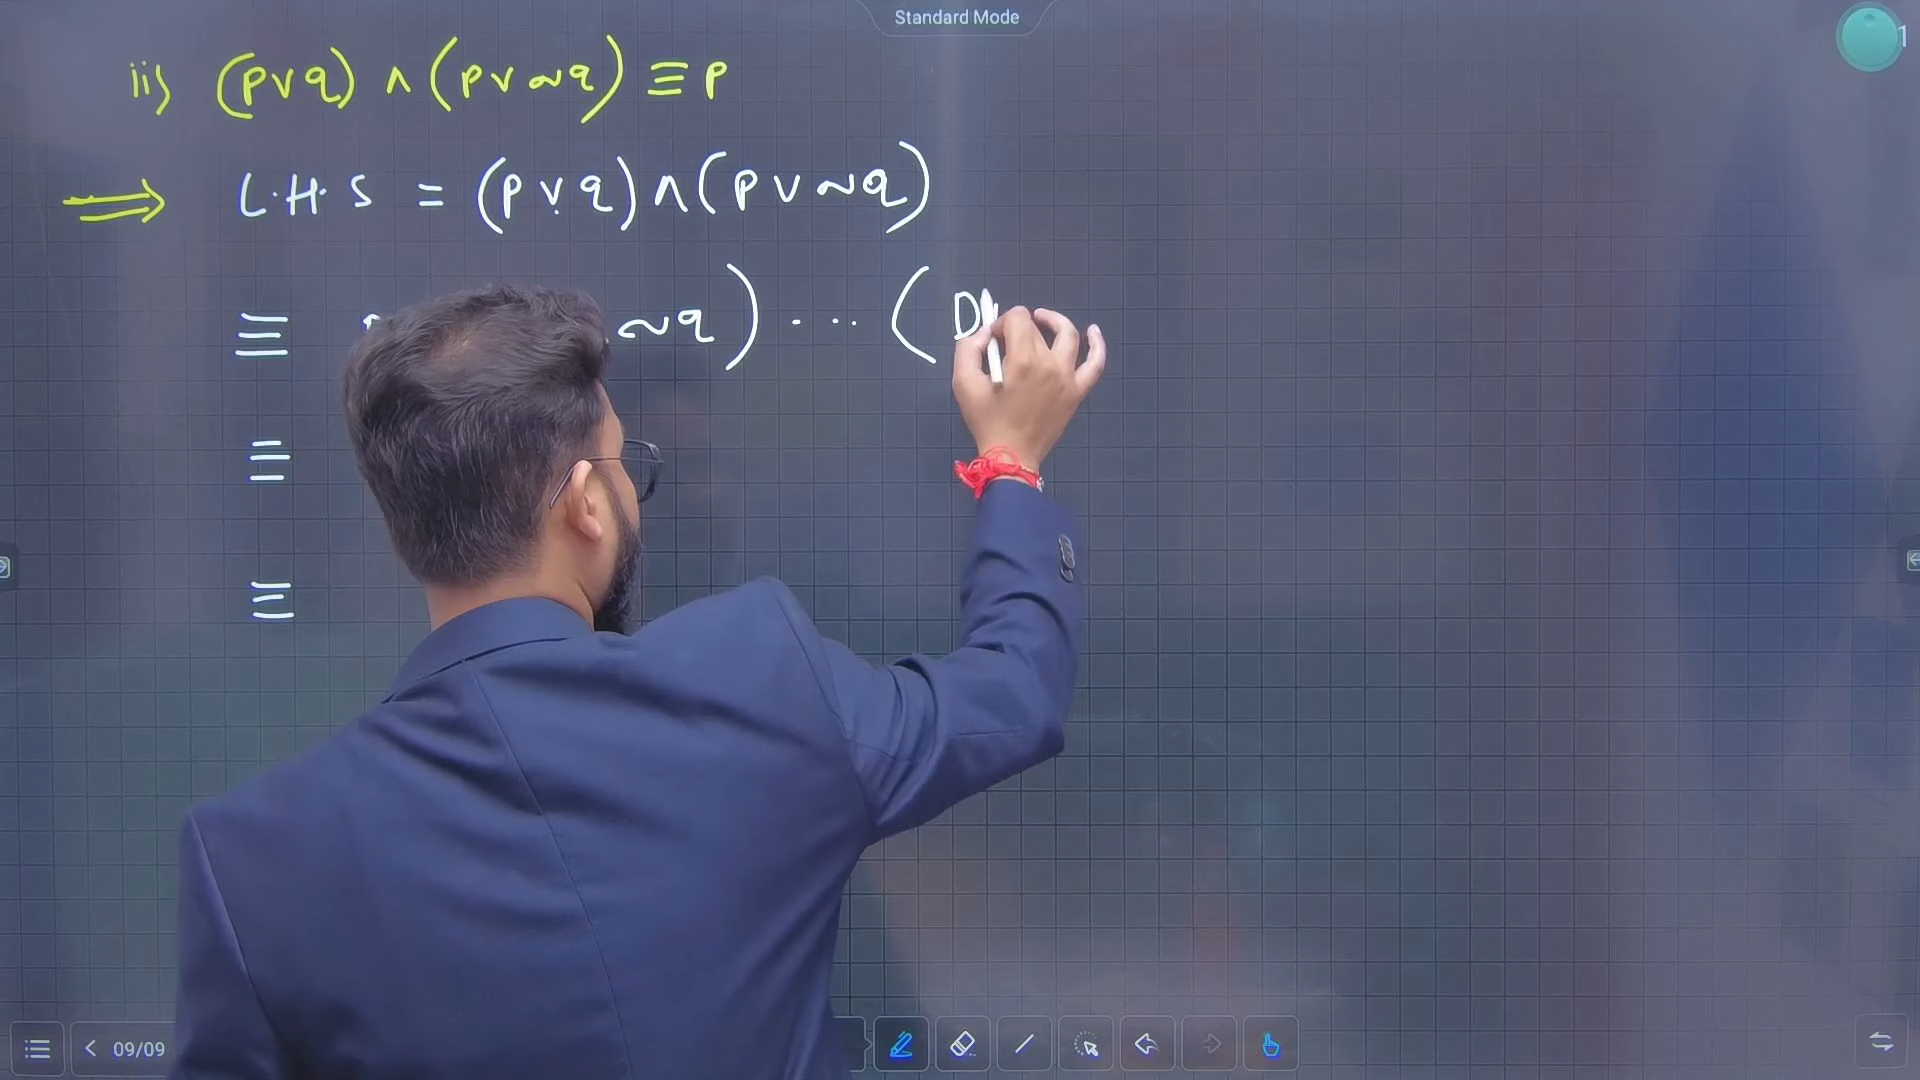 Standard Mode
1
ii) (p∨q) ∧ (p∨~q) ≡ p
⟹ L.H.S = (p∨q)∧(p∨~q)
≡ ~q) ... ( D
≡
≡
09/09